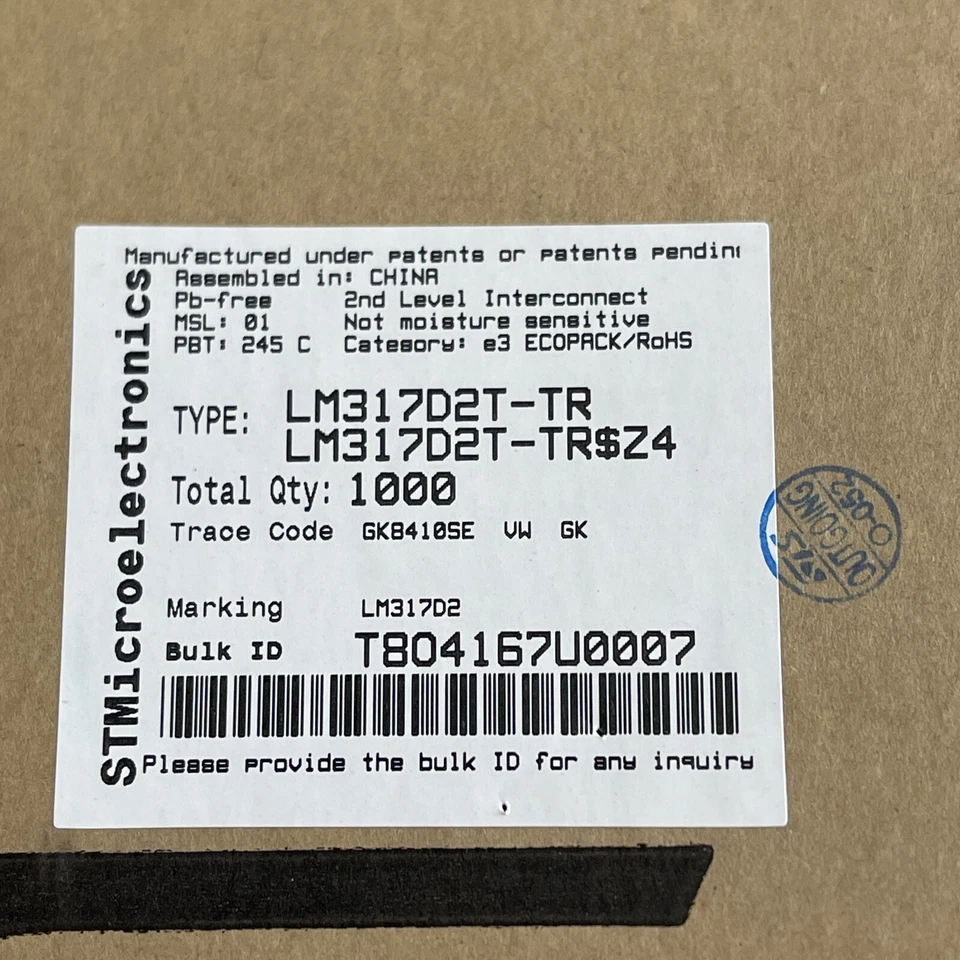 Manufactured under patents or patents pending
Assembled in: CHINA
Pb-free 2nd Level Interconnect
MSL: 01 Not moisture sensitive
PBT: 245 C Category: e3 ECOPACK/RoHS
TYPE: LM317D2T-TR
LM317D2T-TR$Z4
Total Qty: 1000
Trace Code GK8410SE VW GK
Marking LM317D2
Bulk ID T804167U0007
Please provide the bulk ID for any inquiry
STMicroelectronics
OUTGOING
O-052